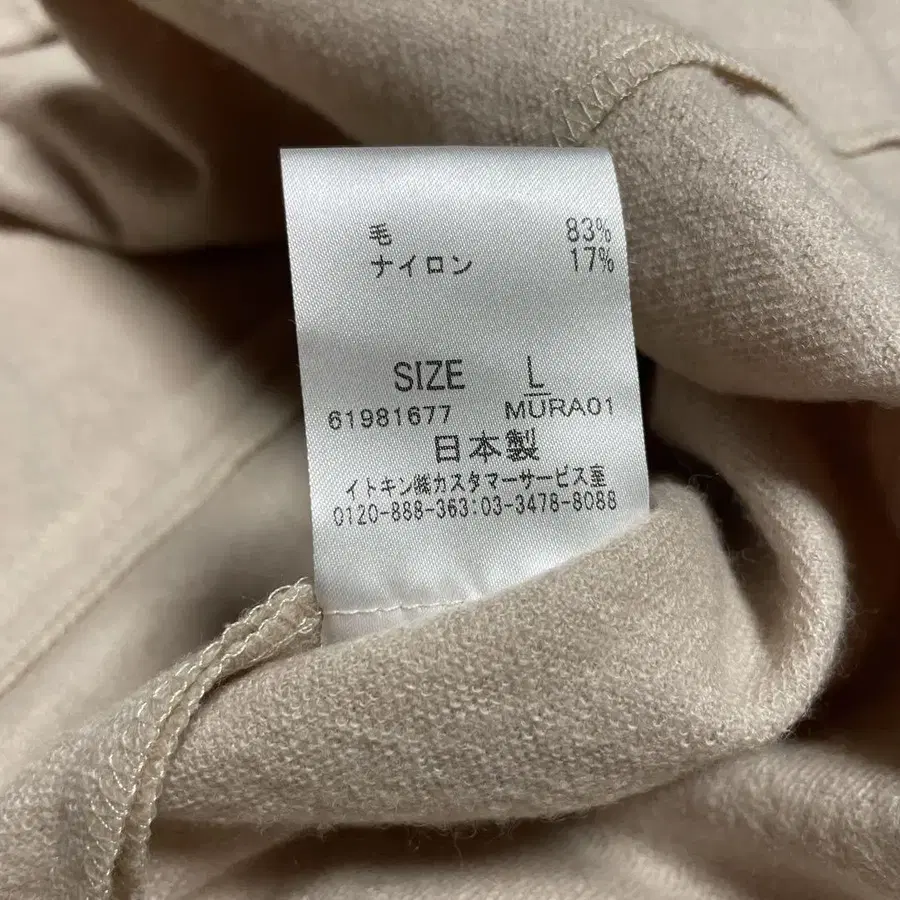 毛 83%
ナイロン 17%
SIZE L
61981677 MURA01
日本製
イトキン㈱カスタマーサービス室
0120-888-363:03-3478-8088